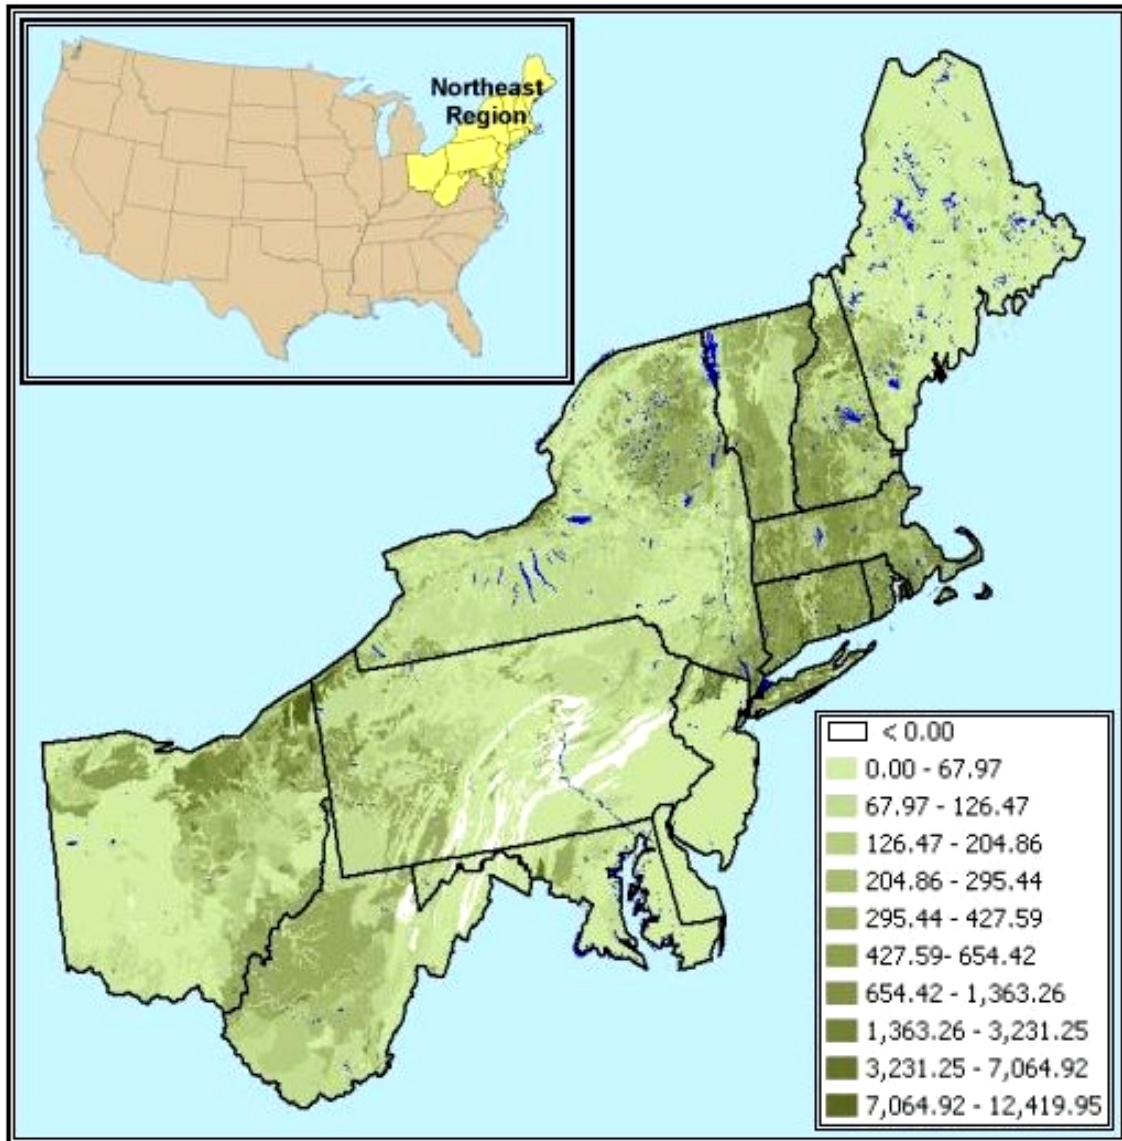 Northeast
Region
< 0.00
0.00 - 67.97
67.97 - 126.47
126.47 - 204.86
204.86 - 295.44
295.44 - 427.59
427.59- 654.42
654.42 - 1,363.26
1,363.26 - 3,231.25
3,231.25 - 7,064.92
7,064.92 - 12,419.95